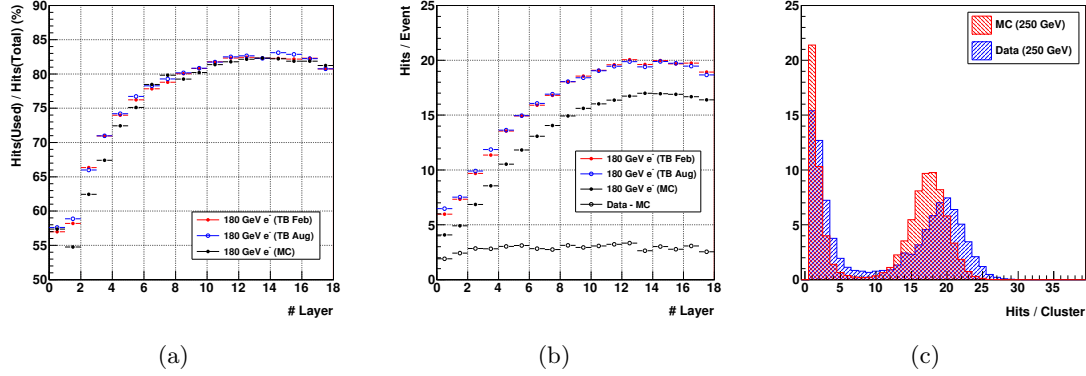 Hits(Used) / Hits(Total) (%)
90
85
80
75
70
65
60
55
50
0 2 4 6 8 10 12 14 16 18
# Layer
180 GeV e⁻ (TB Feb)
180 GeV e⁻ (TB Aug)
180 GeV e⁻ (MC)
(a)
Hits / Event
25
20
15
10
5
0
0 2 4 6 8 10 12 14 16 18
# Layer
180 GeV e⁻ (TB Feb)
180 GeV e⁻ (TB Aug)
180 GeV e⁻ (MC)
Data - MC
(b)
25
20
15
10
5
0
0 5 10 15 20 25 30 35
Hits / Cluster
MC (250 GeV)
Data (250 GeV)
(c)